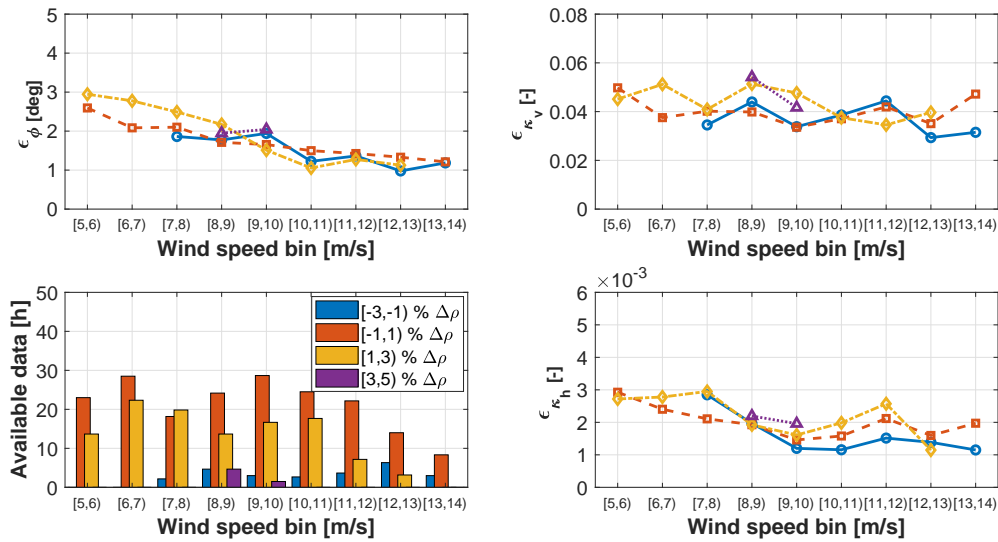 5
4
3
2
1
0
ϵ_ϕ [deg]
[5,6) [6,7) [7,8) [8,9) [9,10) [10,11) [11,12) [12,13) [13,14)
Wind speed bin [m/s]
0.08
0.06
0.04
0.02
0
ϵ_κ_v [-]
[5,6) [6,7) [7,8) [8,9) [9,10) [10,11) [11,12) [12,13) [13,14)
Wind speed bin [m/s]
50
40
30
20
10
0
Available data [h]
[-3,-1) % Δρ
[-1,1) % Δρ
[1,3) % Δρ
[3,5) % Δρ
[5,6) [6,7) [7,8) [8,9) [9,10) [10,11) [11,12) [12,13) [13,14)
Wind speed bin [m/s]
×10⁻³
6
5
4
3
2
1
0
ϵ_κ_h [-]
[5,6) [6,7) [7,8) [8,9) [9,10) [10,11) [11,12) [12,13) [13,14)
Wind speed bin [m/s]